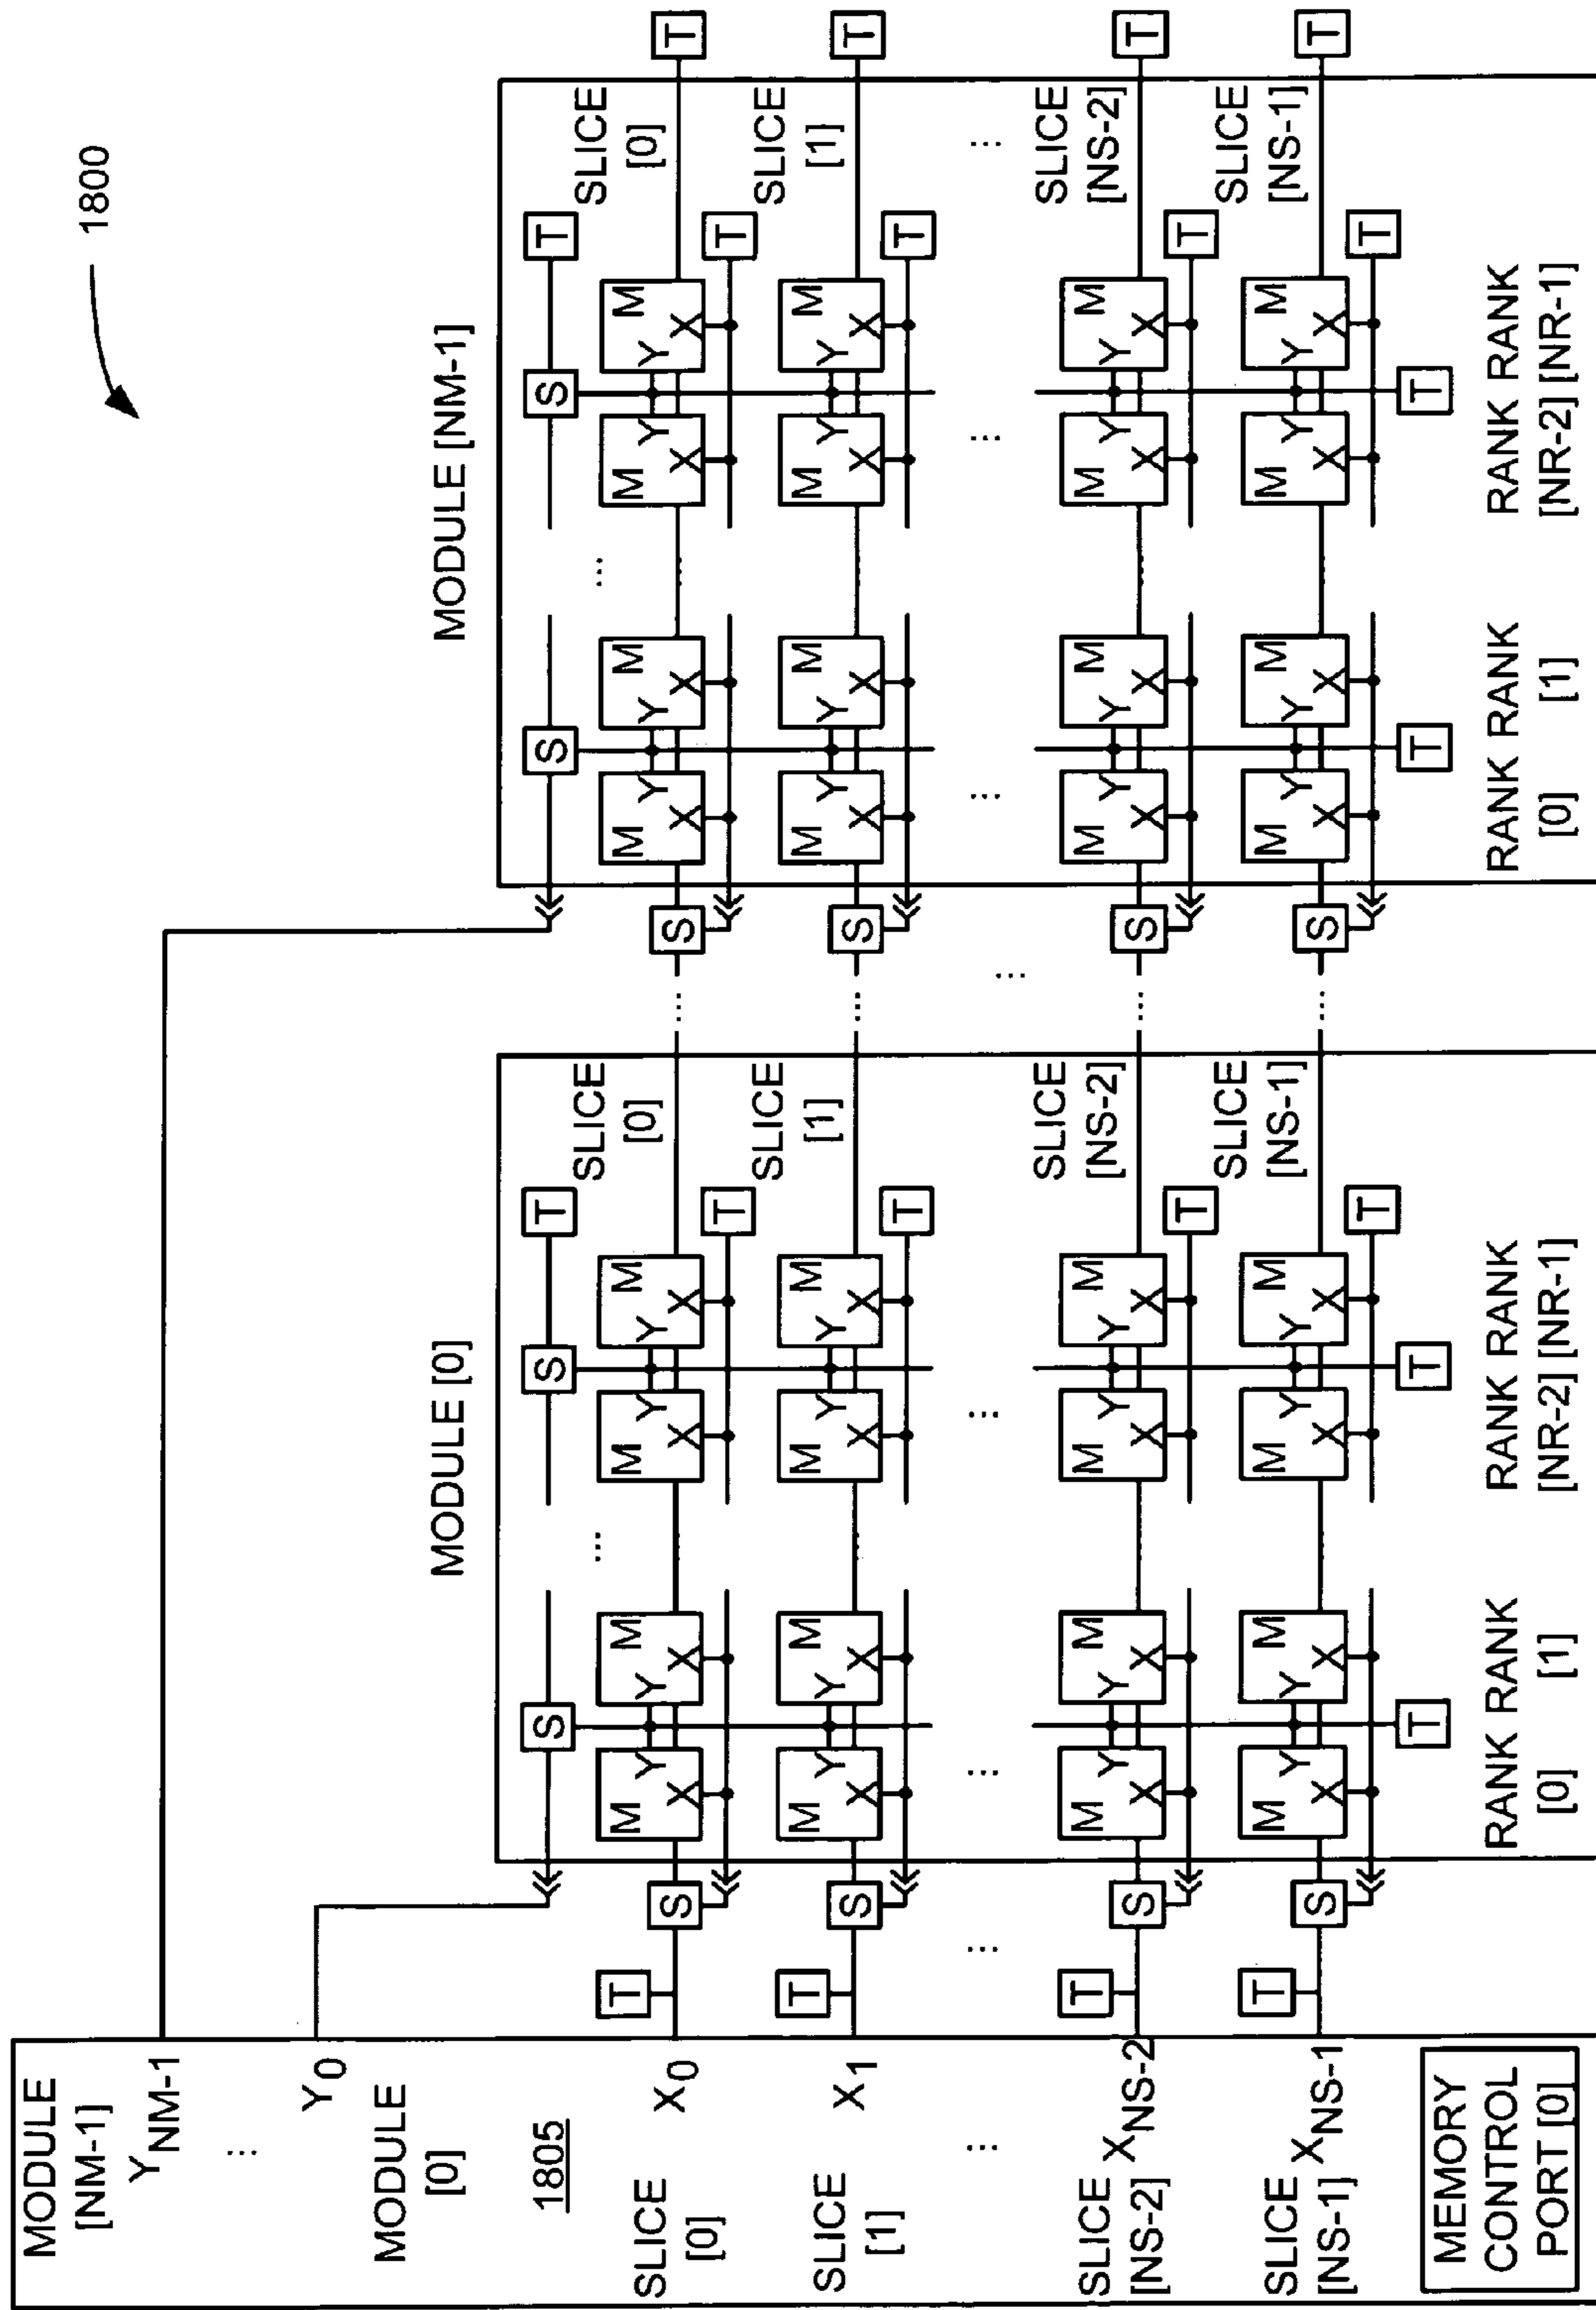 1800
MODULE
[NM-1]
Y NM-1
...
Y0
MODULE
[0]
1805
SLICE
[0]
X0
SLICE
[1]
X1
...
SLICE
[NS-2]
XNS-2
SLICE
[NS-1]
XNS-1
MEMORY
CONTROL
PORT [0]
T
T
...
T
T
S
S
...
S
S
MODULE [0]
S ... S T
SLICE
[0]
M Y X Y M X ... M Y X Y M X T
SLICE
[1]
M Y X Y M X M Y X Y M X T
... ...
SLICE
[NS-2]
M Y X Y M X M Y X Y M X T
SLICE
[NS-1]
M Y X Y M X M Y X Y M X T
T T
RANK RANK
[0] [1]
RANK RANK
[NR-2] [NR-1]
...
...
...
...
...
S
S
S
S
MODULE [NM-1]
S ... S T
SLICE
[0]
M Y X Y M X ... M Y X Y M X T
T
SLICE
[1]
M Y X Y M X M Y X Y M X T
T
... ... ...
SLICE
[NS-2]
M Y X Y M X M Y X Y M X T
T
SLICE
[NS-1]
M Y X Y M X M Y X Y M X T
T
T T
RANK RANK
[0] [1]
RANK RANK
[NR-2] [NR-1]